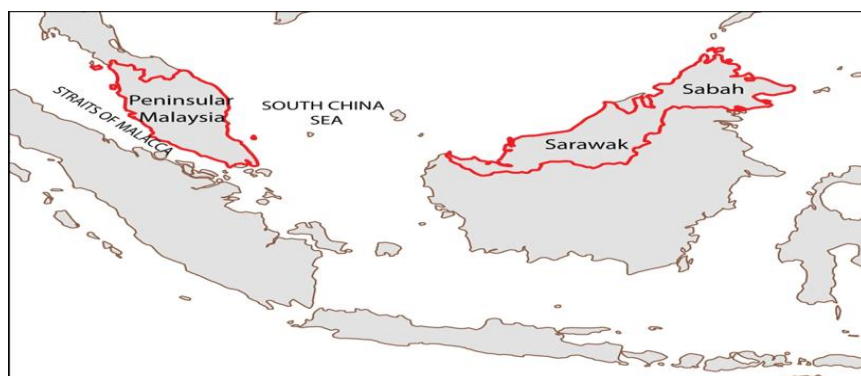 Peninsular
Malaysia
STRAITS OF MALACCA
SOUTH CHINA
SEA
Sarawak
Sabah